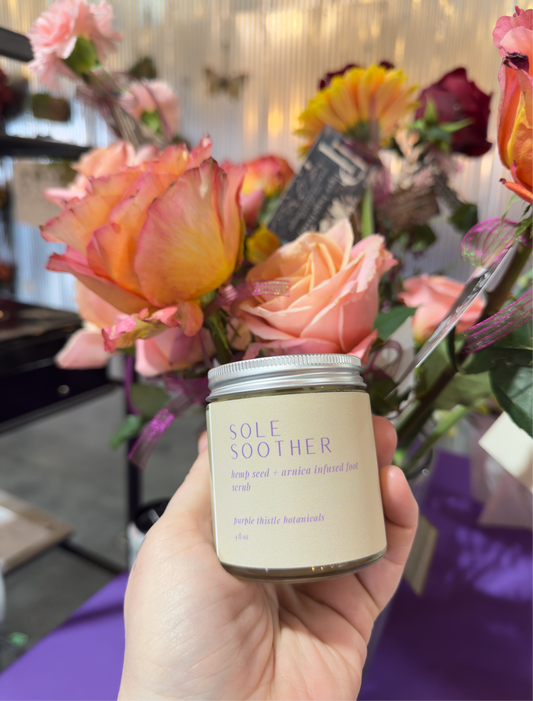 SOLE
SOOTHER
hemp seed + arnica infused foot
scrub
purple thistle botanicals